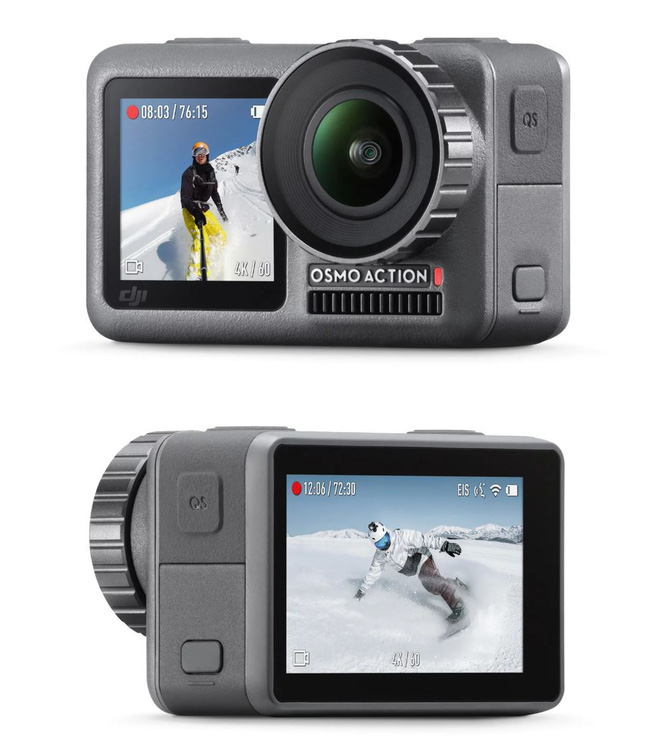 08:03 / 76:15
4K / 60
dji
OSMO ACTION
QS
QS
12:06 / 72:30
EIS
4K / 60